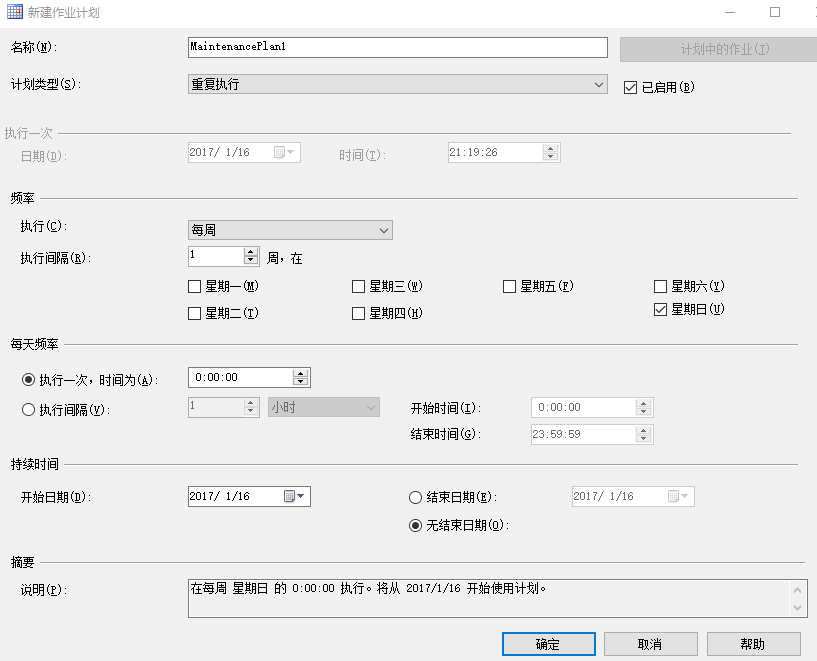 新建作业计划
名称(N): MaintenancePlan1 计划中的作业(J)
计划类型(S): 重复执行 已启用(B)
执行一次
日期(D): 2017/ 1/16 时间(T): 21:19:26
频率
执行(C): 每周
执行间隔(R): 1 周，在
星期一(M) 星期三(W) 星期五(F) 星期六(Y)
星期二(T) 星期四(H) 星期日(U)
每天频率
执行一次，时间为(A): 0:00:00
执行间隔(V): 1 小时 开始时间(I): 0:00:00
结束时间(G): 23:59:59
持续时间
开始日期(D): 2017/ 1/16 结束日期(E): 2017/ 1/16
无结束日期(O):
摘要
说明(P): 在每周 星期日 的 0:00:00 执行。将从 2017/1/16 开始使用计划。
确定 取消 帮助